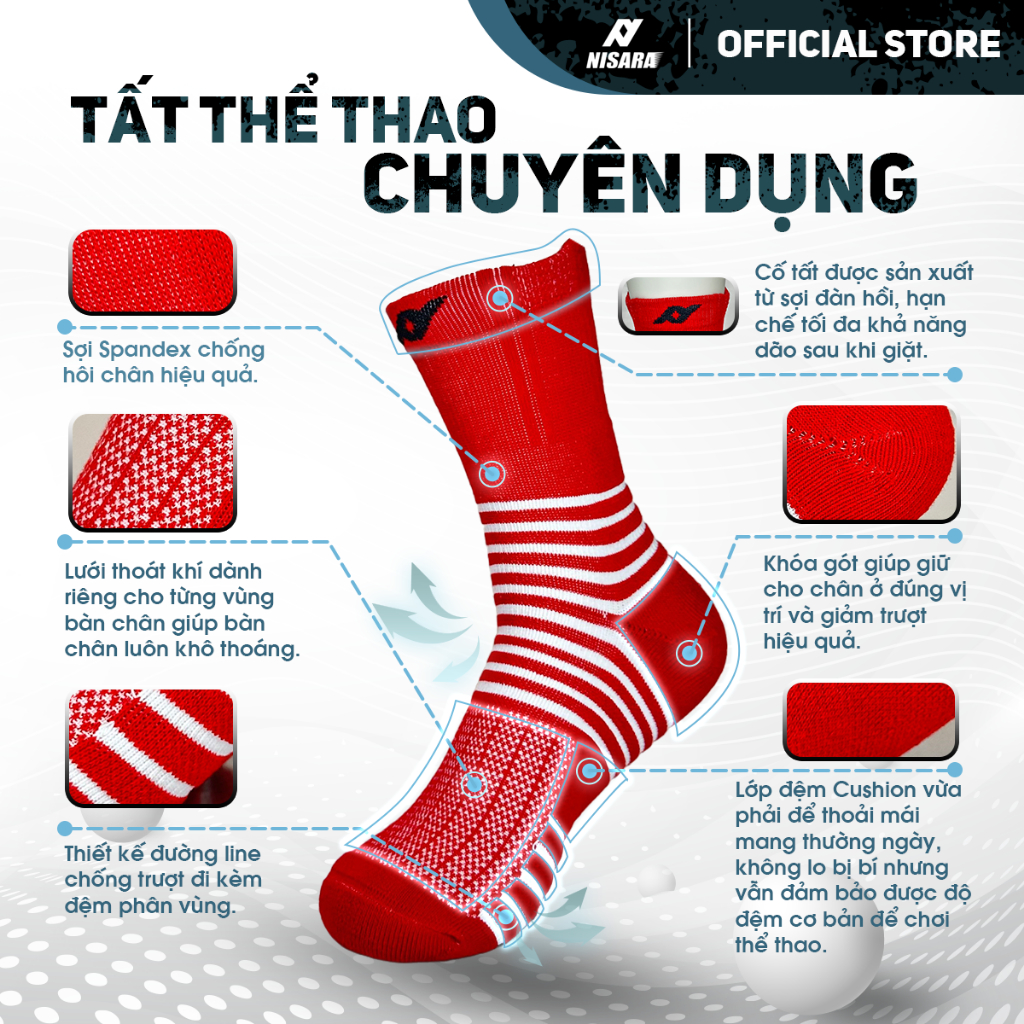 NISARA
OFFICIAL STORE
TẤT THỂ THAO
CHUYÊN DỤNG
Sợi Spandex chống
hôi chân hiệu quả.
Cổ tất được sản xuất
từ sợi đàn hồi, hạn
chế tối đa khả năng
dão sau khi giặt.
Lưới thoát khí dành
riêng cho từng vùng
bàn chân giúp bàn
chân luôn khô thoáng.
Khóa gót giúp giữ
cho chân ở đúng vị
trí và giảm trượt
hiệu quả.
Thiết kế đường line
chống trượt đi kèm
đệm phân vùng.
Lớp đệm Cushion vừa
phải để thoải mái
mang thường ngày,
không lo bị bí nhưng
vẫn đảm bảo được độ
đệm cơ bản để chơi
thể thao.